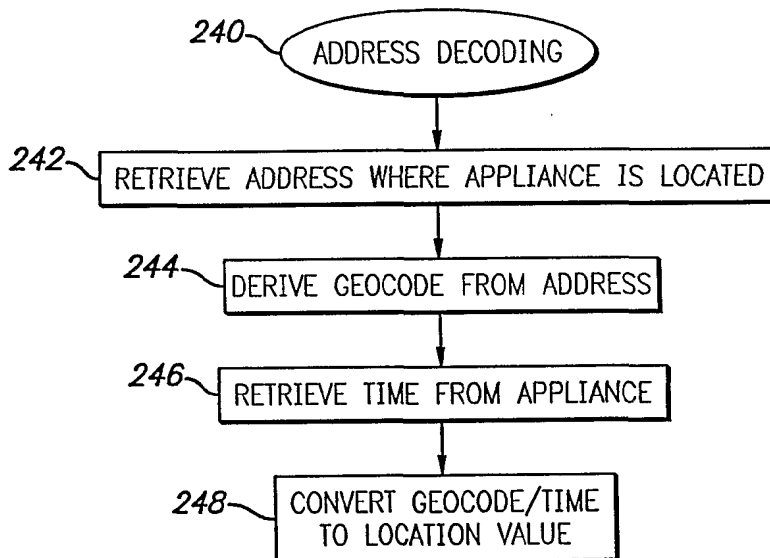 240
ADDRESS DECODING
242
RETRIEVE ADDRESS WHERE APPLIANCE IS LOCATED
244
DERIVE GEOCODE FROM ADDRESS
246
RETRIEVE TIME FROM APPLIANCE
248
CONVERT GEOCODE/TIME
TO LOCATION VALUE